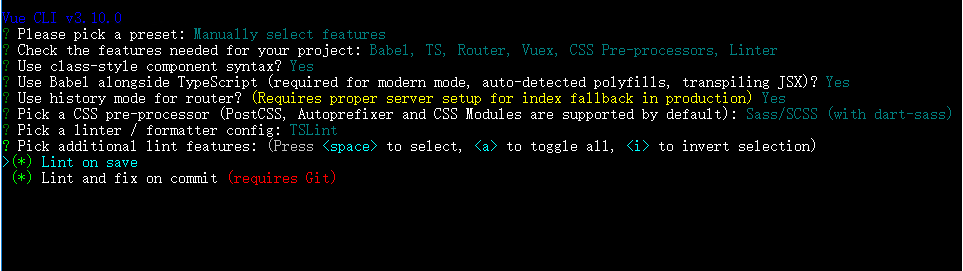 Vue CLI v3.10.0
? Please pick a preset: Manually select features
? Check the features needed for your project: Babel, TS, Router, Vuex, CSS Pre-processors, Linter
? Use class-style component syntax? Yes
? Use Babel alongside TypeScript (required for modern mode, auto-detected polyfills, transpiling JSX)? Yes
? Use history mode for router? (Requires proper server setup for index fallback in production) Yes
? Pick a CSS pre-processor (PostCSS, Autoprefixer and CSS Modules are supported by default): Sass/SCSS (with dart-sass)
? Pick a linter / formatter config: TSLint
? Pick additional lint features: (Press <space> to select, <a> to toggle all, <i> to invert selection)
>(*) Lint on save
(*) Lint and fix on commit (requires Git)